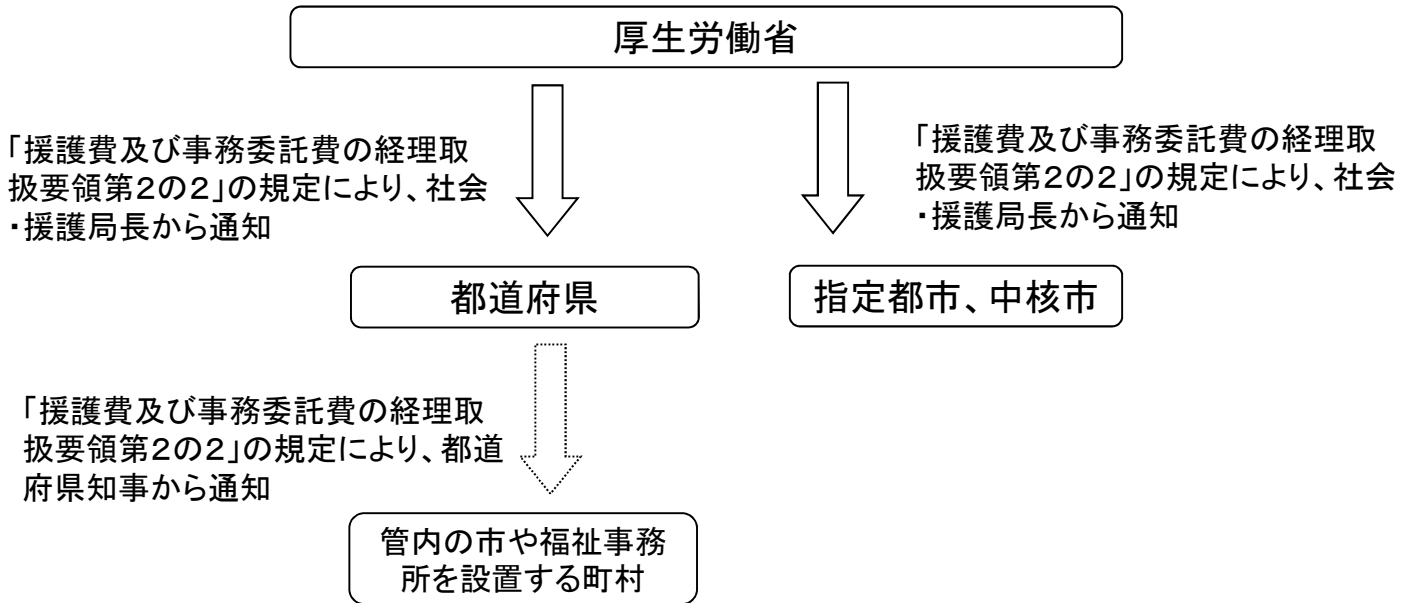 厚生労働省
「援護費及び事務委託費の経理取
扱要領第2の2」の規定により、社会
・援護局長から通知
「援護費及び事務委託費の経理取
扱要領第2の2」の規定により、社会
・援護局長から通知
都道府県
指定都市、中核市
「援護費及び事務委託費の経理取
扱要領第2の2」の規定により、都道
府県知事から通知
管内の市や福祉事務
所を設置する町村